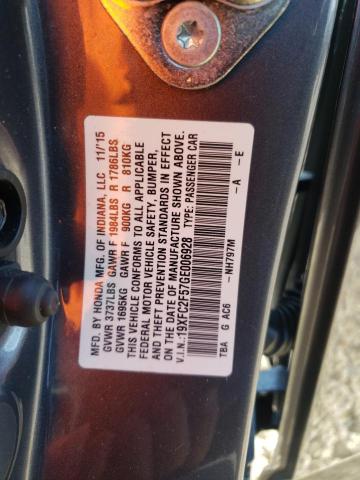 MFD. BY HONDA MFG. OF INDIANA, LLC 11/'15
GVWR 3737LBS GAWR F 1984LBS R 1786LBS
GVWR 1695KG GAWR F 900KG R 810KG
THIS VEHICLE CONFORMS TO ALL APPLICABLE
FEDERAL MOTOR VEHICLE SAFETY, BUMPER,
AND THEFT PREVENTION STANDARDS IN EFFECT
ON THE DATE OF MANUFACTURE SHOWN ABOVE.
V.I.N.: 19XFC2F57GE006928 TYPE: PASSENGER CAR
NH797M -A -E
TBA G AC6